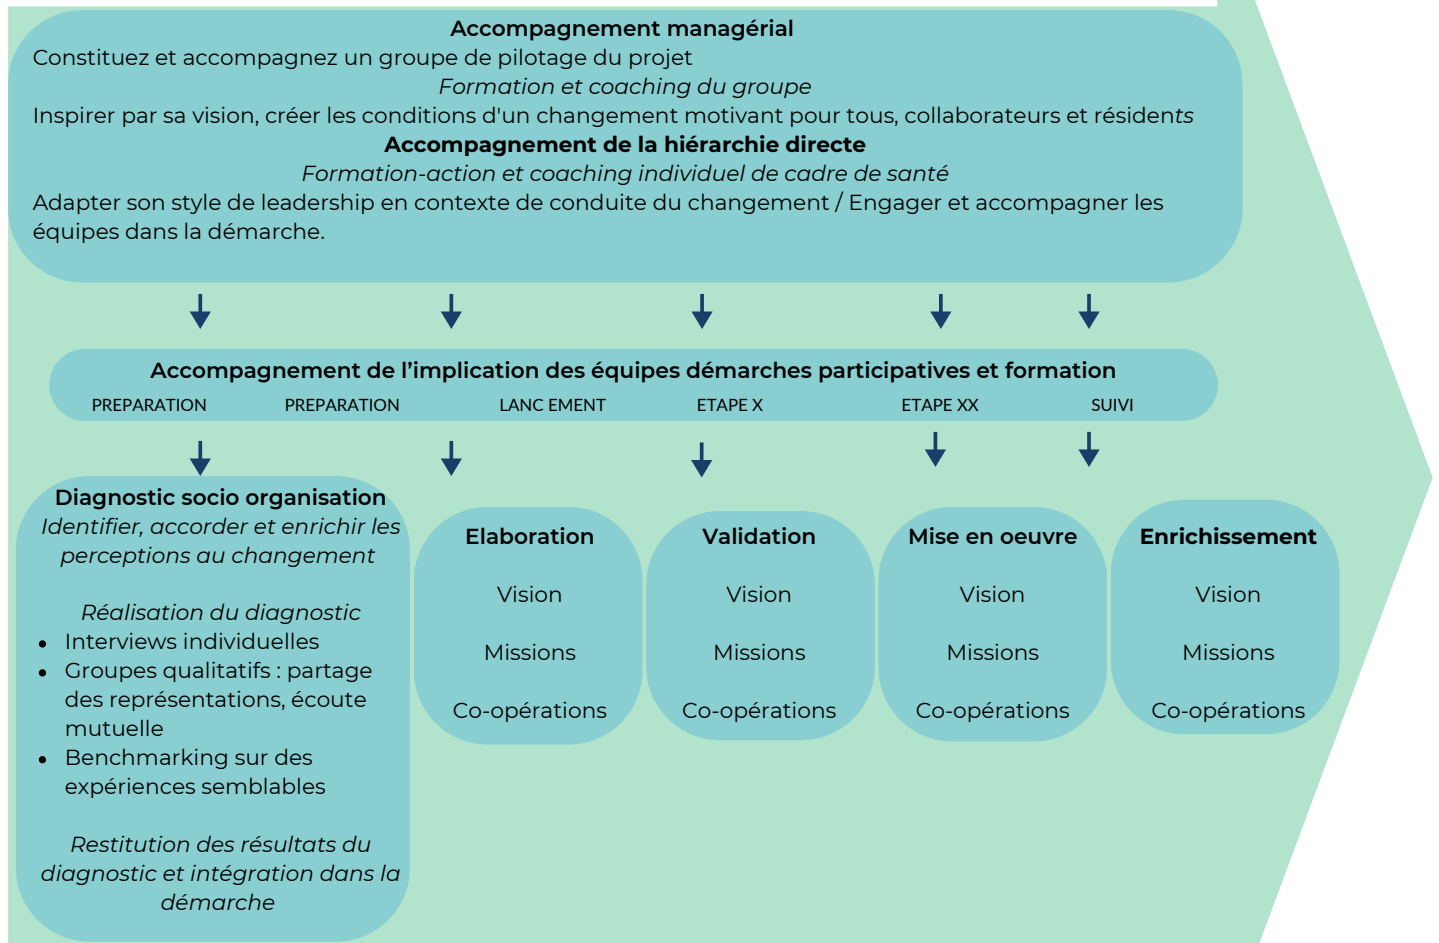 Accompagnement managérial
Constituez et accompagnez un groupe de pilotage du projet
Formation et coaching du groupe
Inspirer par sa vision, créer les conditions d'un changement motivant pour tous, collaborateurs et résidents
Accompagnement de la hiérarchie directe
Formation-action et coaching individuel de cadre de santé
Adapter son style de leadership en contexte de conduite du changement / Engager et accompagner les
équipes dans la démarche.
Accompagnement de l’implication des équipes démarches participatives et formation
PREPARATION PREPARATION LANC EMENT ETAPE X ETAPE XX SUIVI
Diagnostic socio organisation
Identifier, accorder et enrichir les
perceptions au changement
Réalisation du diagnostic
• Interviews individuelles
• Groupes qualitatifs : partage
des représentations, écoute
mutuelle
• Benchmarking sur des
expériences semblables
Restitution des résultats du
diagnostic et intégration dans la
démarche
Elaboration
Vision
Missions
Co-opérations
Validation
Vision
Missions
Co-opérations
Mise en oeuvre
Vision
Missions
Co-opérations
Enrichissement
Vision
Missions
Co-opérations